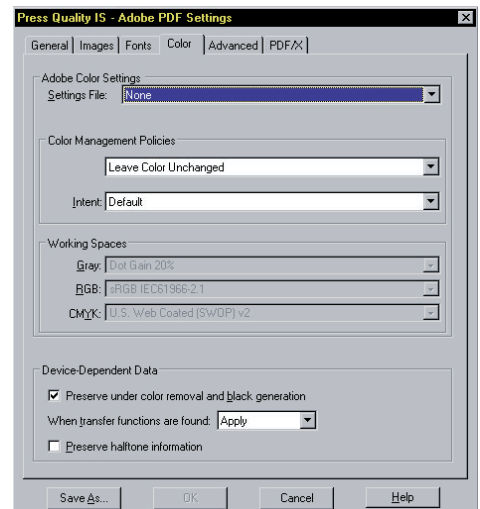 Press Quality IS - Adobe PDF Settings
General Images Fonts Color Advanced PDF/X
Adobe Color Settings
Settings File: None
Color Management Policies
Leave Color Unchanged
Intent: Default
Working Spaces
Gray: Dot Gain 20%
RGB: sRGB IEC61966-2.1
CMYK: U.S. Web Coated (SWOP) v2
Device-Dependent Data
Preserve under color removal and black generation
When transfer functions are found: Apply
Preserve halftone information
Save As... OK Cancel Help